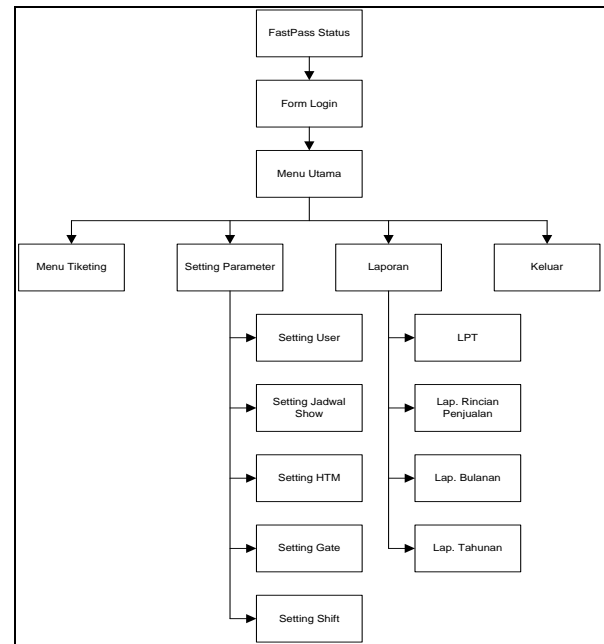 FastPass Status
Form Login
Menu Utama
Menu Tiketing
Setting Parameter
Laporan
Keluar
Setting User
LPT
Setting Jadwal
Show
Lap. Rincian
Penjualan
Setting HTM
Lap. Bulanan
Setting Gate
Lap. Tahunan
Setting Shift